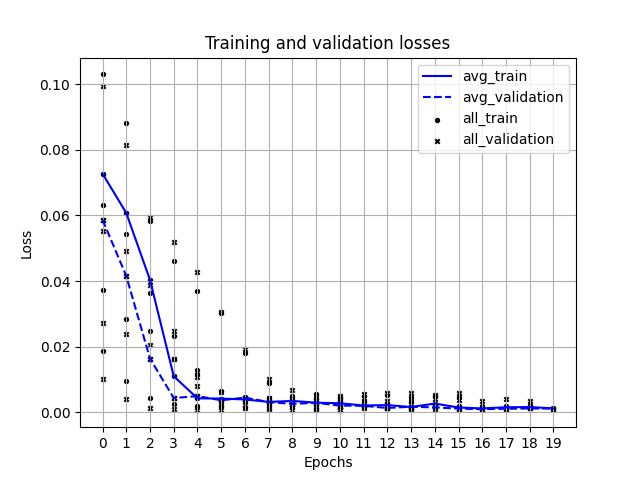 Training and validation losses
avg_train
avg_validation
all_train
all_validation
0.10
0.08
0.06
0.04
0.02
0.00
Loss
0 1 2 3 4 5 6 7 8 9 10 11 12 13 14 15 16 17 18 19
Epochs